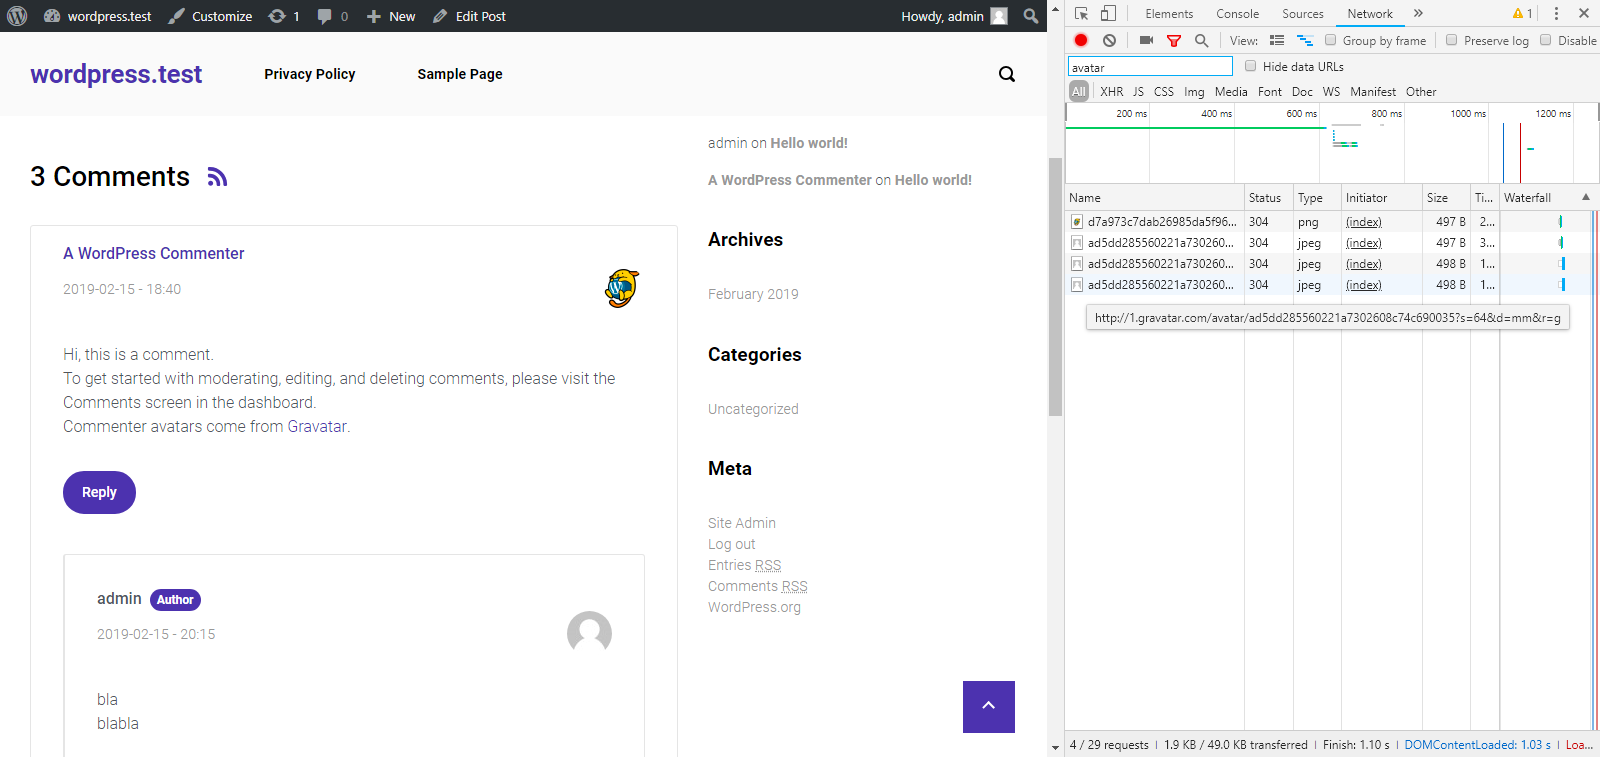 wordpress.test Customize 1 0 New Edit Post Howdy, admin
wordpress.test Privacy Policy Sample Page
3 Comments
A WordPress Commenter
2019-02-15 - 18:40
Hi, this is a comment.
To get started with moderating, editing, and deleting comments, please visit the
Comments screen in the dashboard.
Commenter avatars come from Gravatar.
Reply
admin Author
2019-02-15 - 20:15
bla
blabla
admin on Hello world!
A WordPress Commenter on Hello world!
Archives
February 2019
Categories
Uncategorized
Meta
Site Admin
Log out
Entries RSS
Comments RSS
WordPress.org
Elements Console Sources Network » 1
View: Group by frame Preserve log Disable
avatar Hide data URLs
All XHR JS CSS Img Media Font Doc WS Manifest Other
200 ms 400 ms 600 ms 800 ms 1000 ms 1200 ms
Name Status Type Initiator Size Ti... Waterfall
d7a973c7dab26985da5f96... 304 png (index) 497 B 2...
ad5dd285560221a730260... 304 jpeg (index) 497 B 3...
ad5dd285560221a730260... 304 jpeg (index) 498 B 1...
ad5dd285560221a730260... 304 jpeg (index) 498 B 1...
http://1.gravatar.com/avatar/ad5dd285560221a7302608c74c690035?s=64&d=mm&r=g
4 / 29 requests | 1.9 KB / 49.0 KB transferred | Finish: 1.10 s | DOMContentLoaded: 1.03 s | Loa...